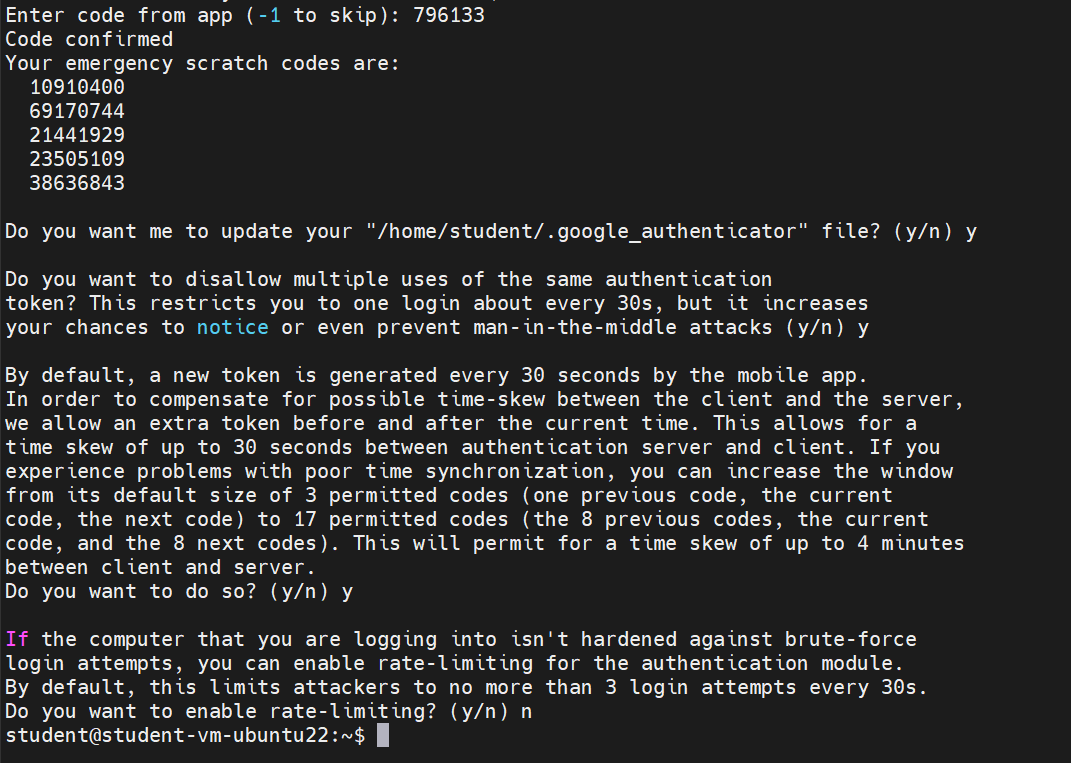 Enter code from app (-1 to skip): 796133
Code confirmed
Your emergency scratch codes are:
  10910400
  69170744
  21441929
  23505109
  38636843

Do you want me to update your "/home/student/.google_authenticator" file? (y/n) y

Do you want to disallow multiple uses of the same authentication
token? This restricts you to one login about every 30s, but it increases
your chances to notice or even prevent man-in-the-middle attacks (y/n) y

By default, a new token is generated every 30 seconds by the mobile app.
In order to compensate for possible time-skew between the client and the server,
we allow an extra token before and after the current time. This allows for a
time skew of up to 30 seconds between authentication server and client. If you
experience problems with poor time synchronization, you can increase the window
from its default size of 3 permitted codes (one previous code, the current
code, the next code) to 17 permitted codes (the 8 previous codes, the current
code, and the 8 next codes). This will permit for a time skew of up to 4 minutes
between client and server.
Do you want to do so? (y/n) y

If the computer that you are logging into isn't hardened against brute-force
login attempts, you can enable rate-limiting for the authentication module.
By default, this limits attackers to no more than 3 login attempts every 30s.
Do you want to enable rate-limiting? (y/n) n
student@student-vm-ubuntu22:~$